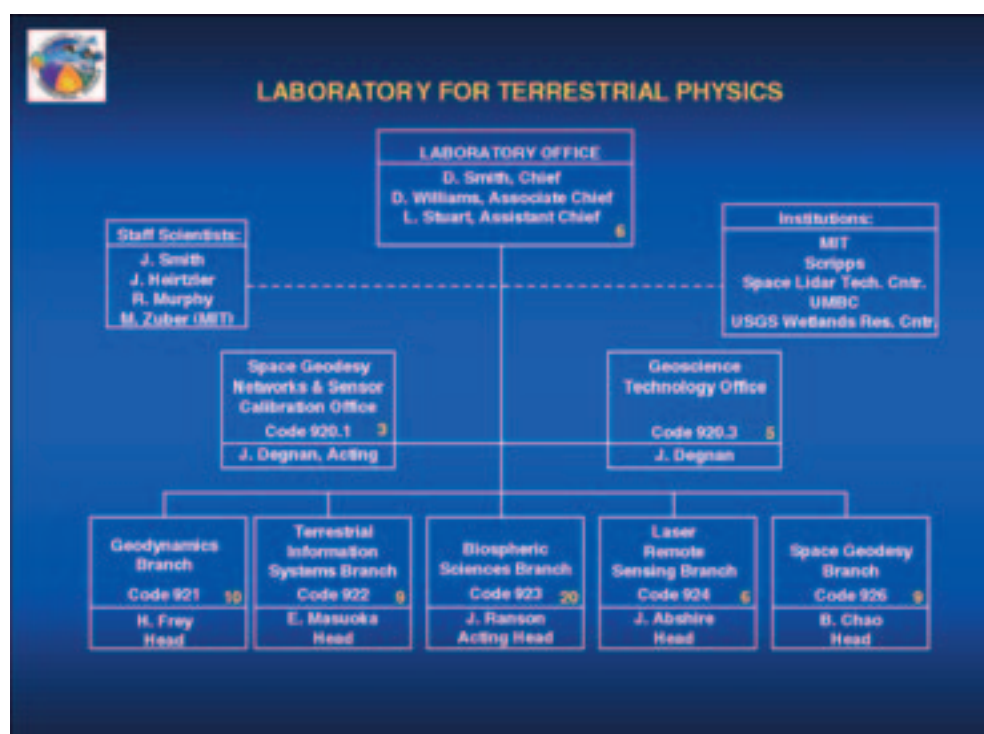 LABORATORY FOR TERRESTRIAL PHYSICS
LABORATORY OFFICE
D. Smith, Chief
D. Williams, Associate Chief
L. Stuart, Assistant Chief
6
Staff Scientists:
J. Smith
J. Heirtzler
R. Murphy
M. Zuber (MIT)
Institutions:
MIT
Scripps
Space Lidar Tech. Cntr.
UMBC
USGS Wetlands Res. Cntr.
Space Geodesy
Networks & Sensor
Calibration Office
Code 920.1 3
J. Degnan, Acting
Geoscience
Technology Office
Code 920.3 5
J. Degnan
Geodynamics
Branch
Code 921 10
H. Frey
Head
Terrestrial
Information
Systems Branch
Code 922 9
E. Masuoka
Head
Biospheric
Sciences Branch
Code 923 20
J. Ranson
Acting Head
Laser
Remote
Sensing Branch
Code 924 6
J. Abshire
Head
Space Geodesy
Branch
Code 926 9
B. Chao
Head